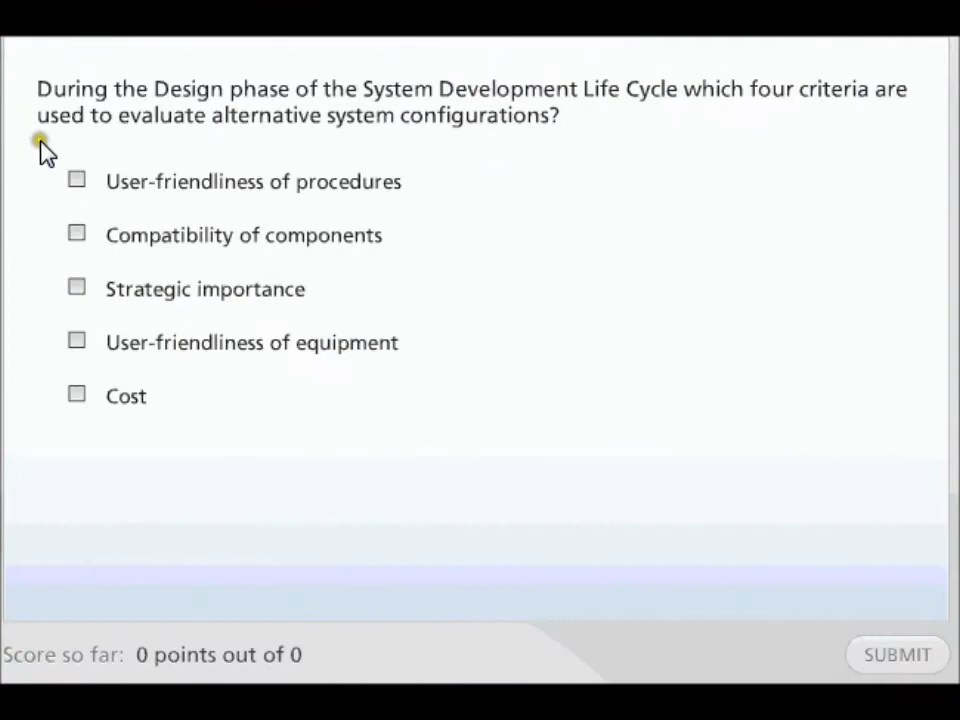 During the Design phase of the System Development Life Cycle which four criteria are
used to evaluate alternative system configurations?
User-friendliness of procedures
Compatibility of components
Strategic importance
User-friendliness of equipment
Cost
Score so far: 0 points out of 0
SUBMIT